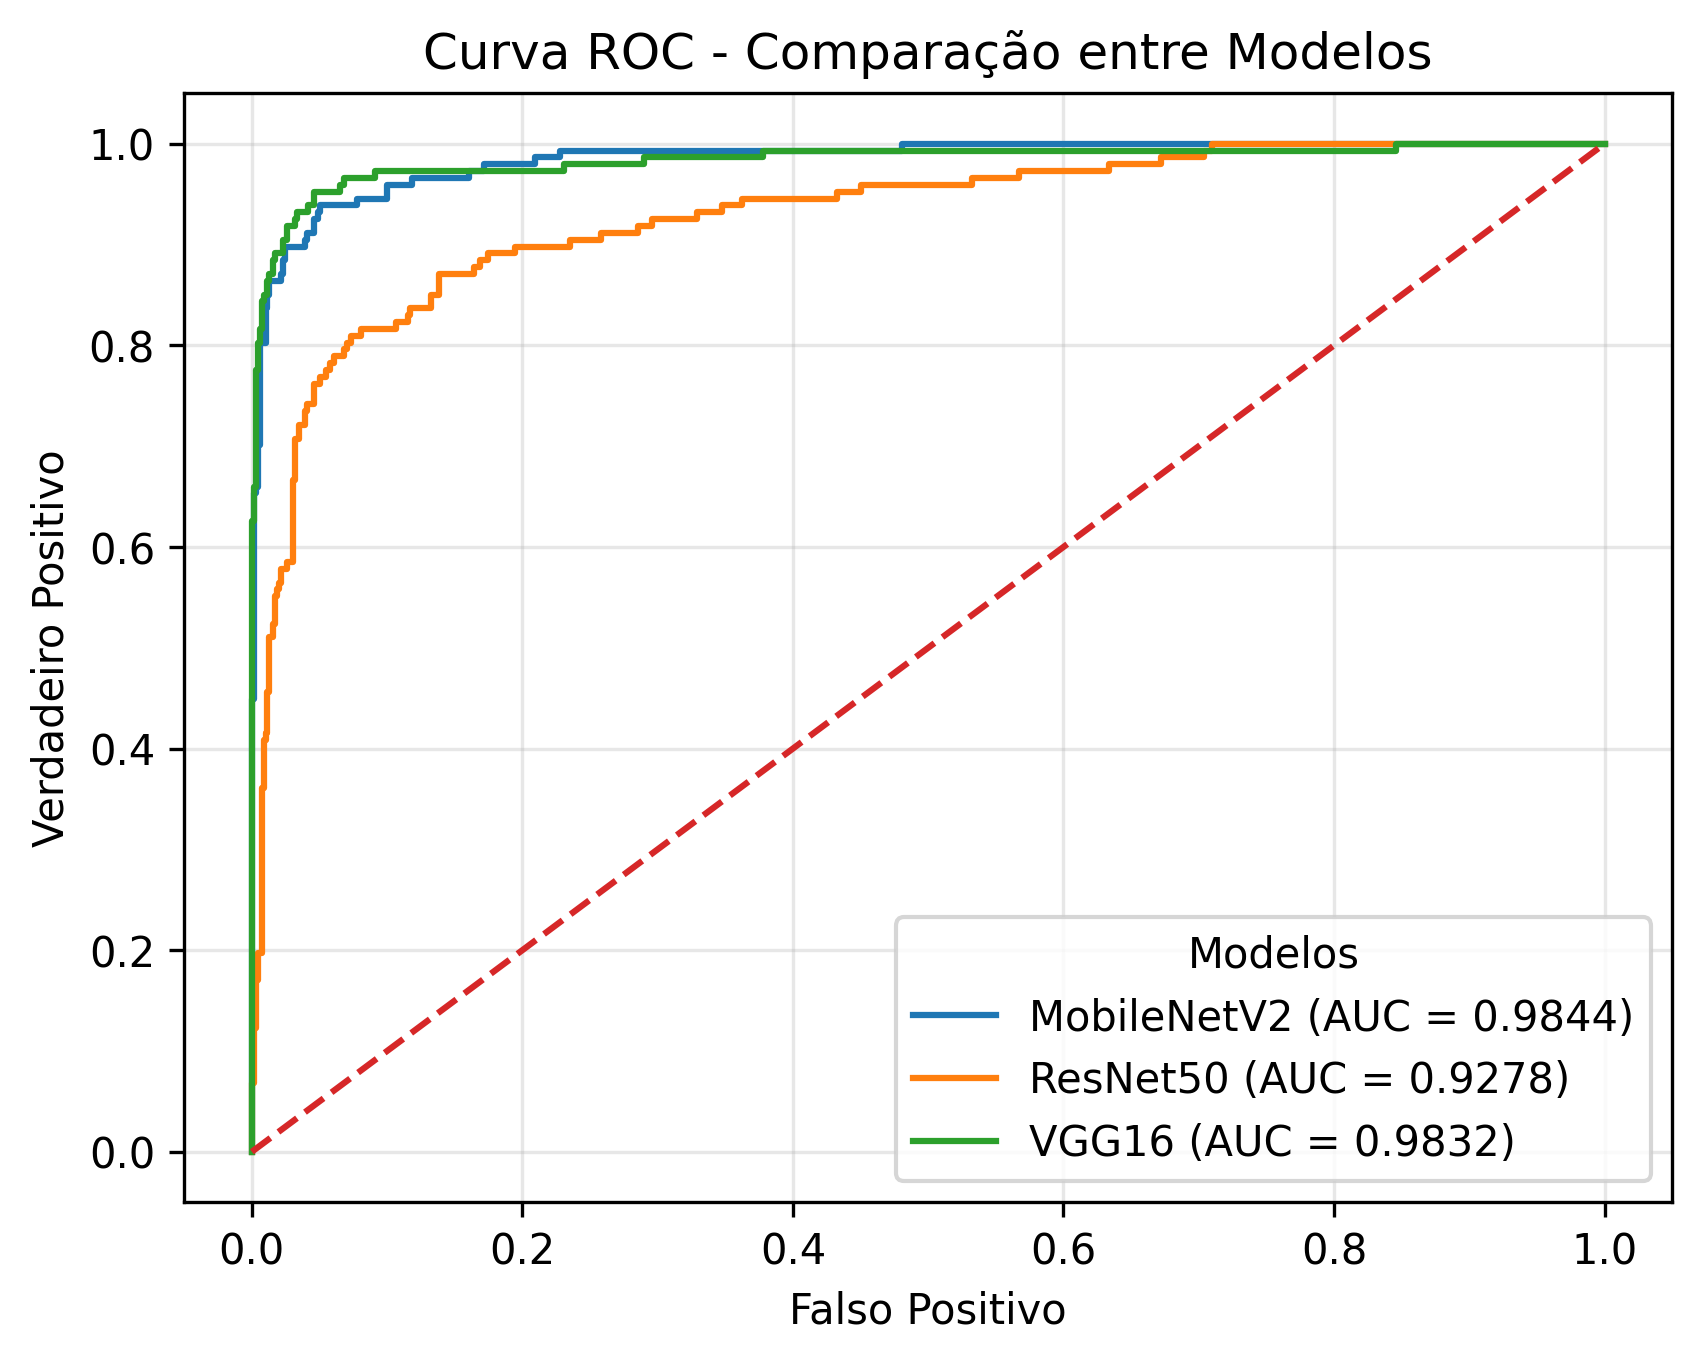 Curva ROC - Comparação entre Modelos
1.0
0.8
0.6
0.4
0.2
0.0
Verdadeiro Positivo
Modelos
MobileNetV2 (AUC = 0.9844)
ResNet50 (AUC = 0.9278)
VGG16 (AUC = 0.9832)
0.0 0.2 0.4 0.6 0.8 1.0
Falso Positivo